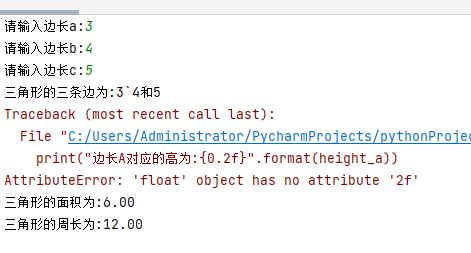 请输入边长a:3
请输入边长b:4
请输入边长c:5
三角形的三条边为:3`4和5
Traceback (most recent call last):
  File "C:/Users/Administrator/PycharmProjects/pythonProjec
    print("边长A对应的高为:{0.2f}".format(height_a))
AttributeError: 'float' object has no attribute '2f'
三角形的面积为:6.00
三角形的周长为:12.00